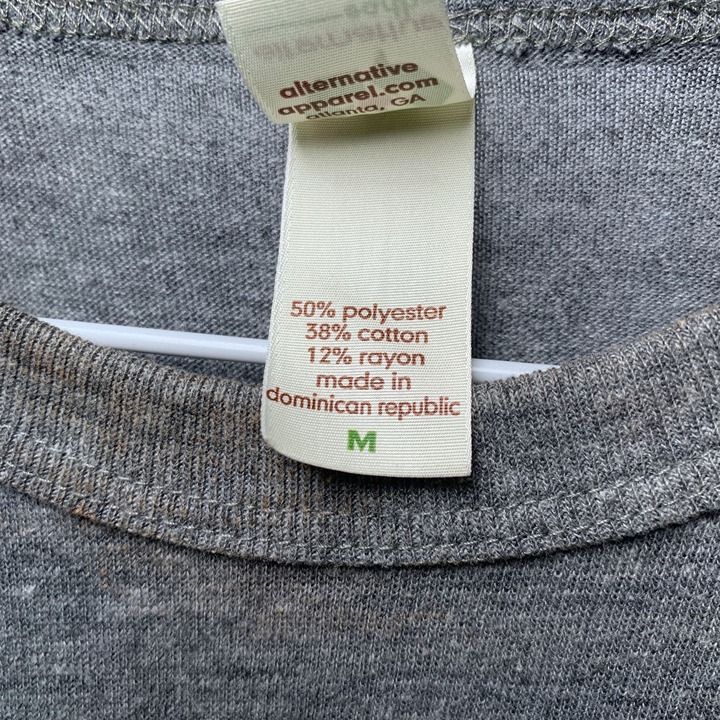 alternative
apparel.com
atlanta, GA
50% polyester
38% cotton
12% rayon
made in
dominican republic
M